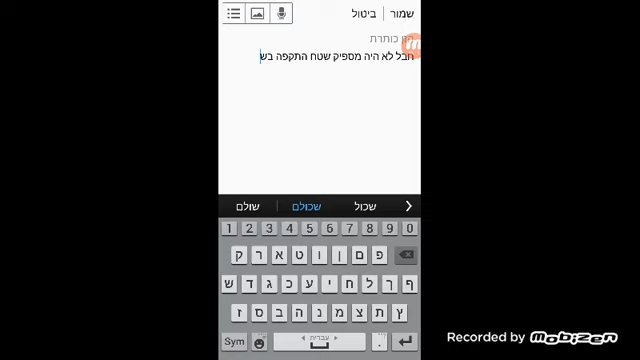 שמור ביטול
כותרת
חבל לא היה מספיק שטח התקפה בש
שולם שכולם שכול
1 2 3 4 5 6 7 8 9 0
ק ר א ט ו ן ם פ
ש ד ג כ ע י ח ל ך ף
ז ס ב ה נ מ צ ת ץ
Sym עברית .
Recorded by MOBIZEN